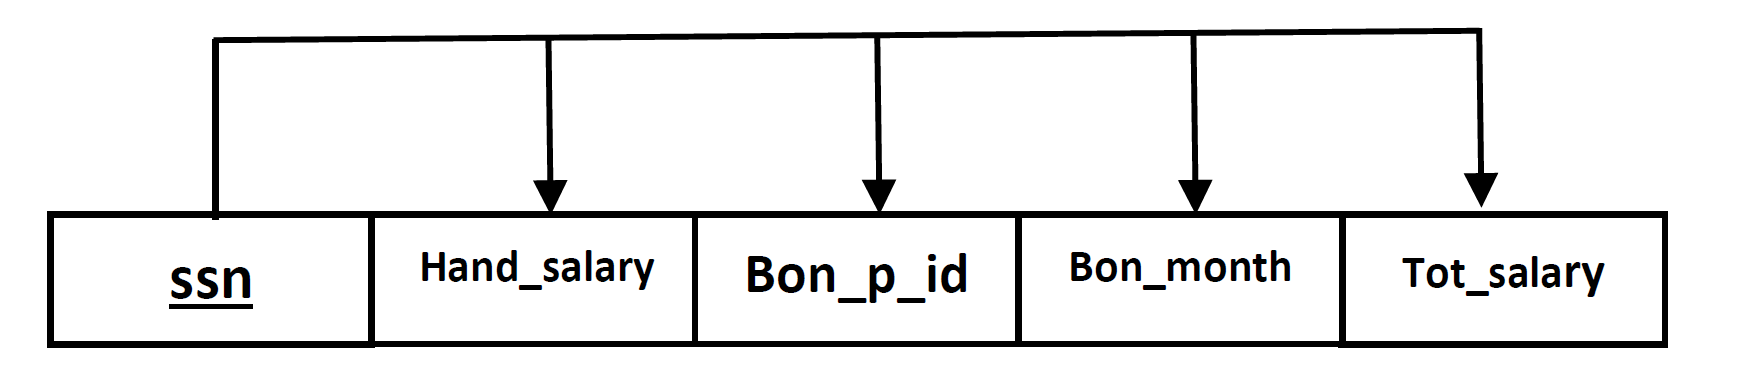 ssn
Hand_salary
Bon_p_id
Bon_month
Tot_salary